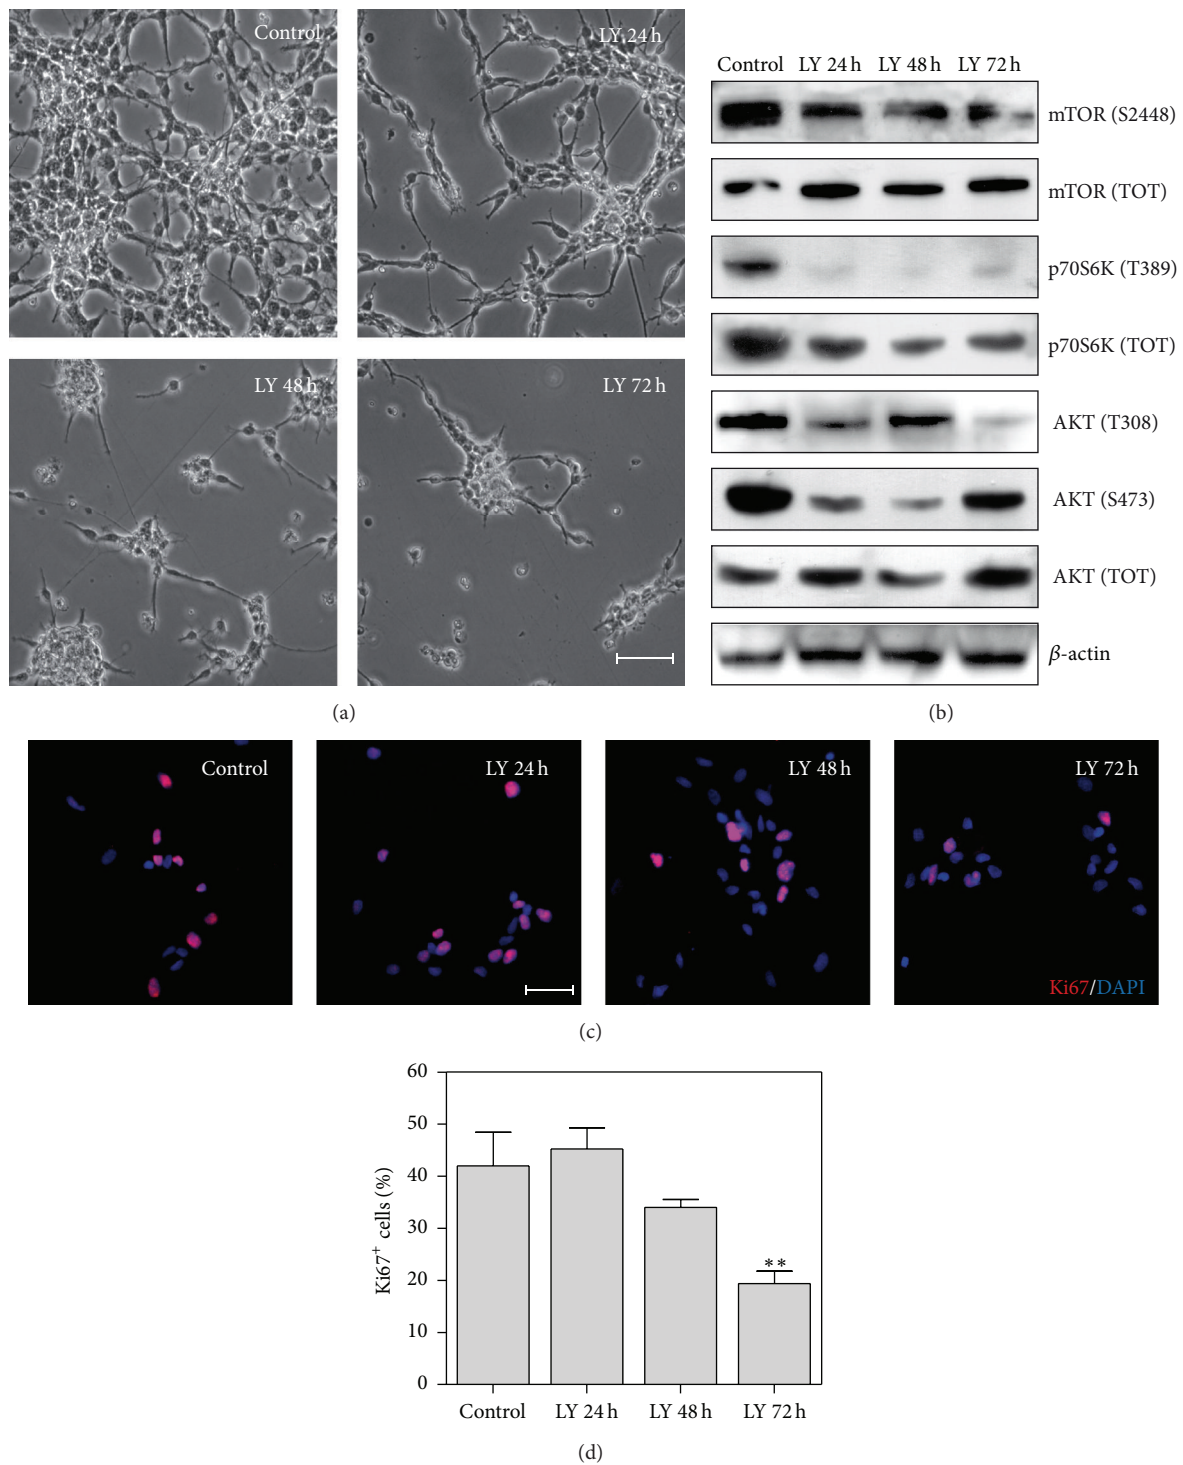 Control
LY 24 h
LY 48 h
LY 72 h
(a)
Control LY 24 h LY 48 h LY 72 h
mTOR (S2448)
mTOR (TOT)
p70S6K (T389)
p70S6K (TOT)
AKT (T308)
AKT (S473)
AKT (TOT)
β-actin
(b)
Control
LY 24 h
LY 48 h
LY 72 h
Ki67/DAPI
(c)
60
50
40
30
20
10
0
Ki67⁺ cells (%)
**
Control LY 24 h LY 48 h LY 72 h
(d)